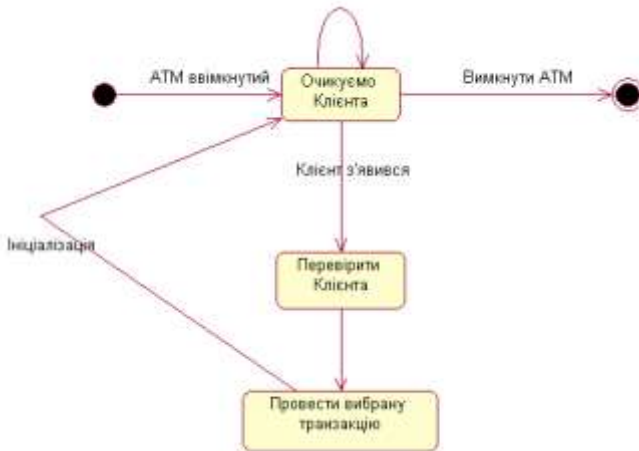 АТМ ввімкнутий
Очикуємо
Клієнта
Вимкнути АТМ
Клієнт з'явився
Ініціалізація
Перевірити
Клієнта
Провести вибрану
транзакцію